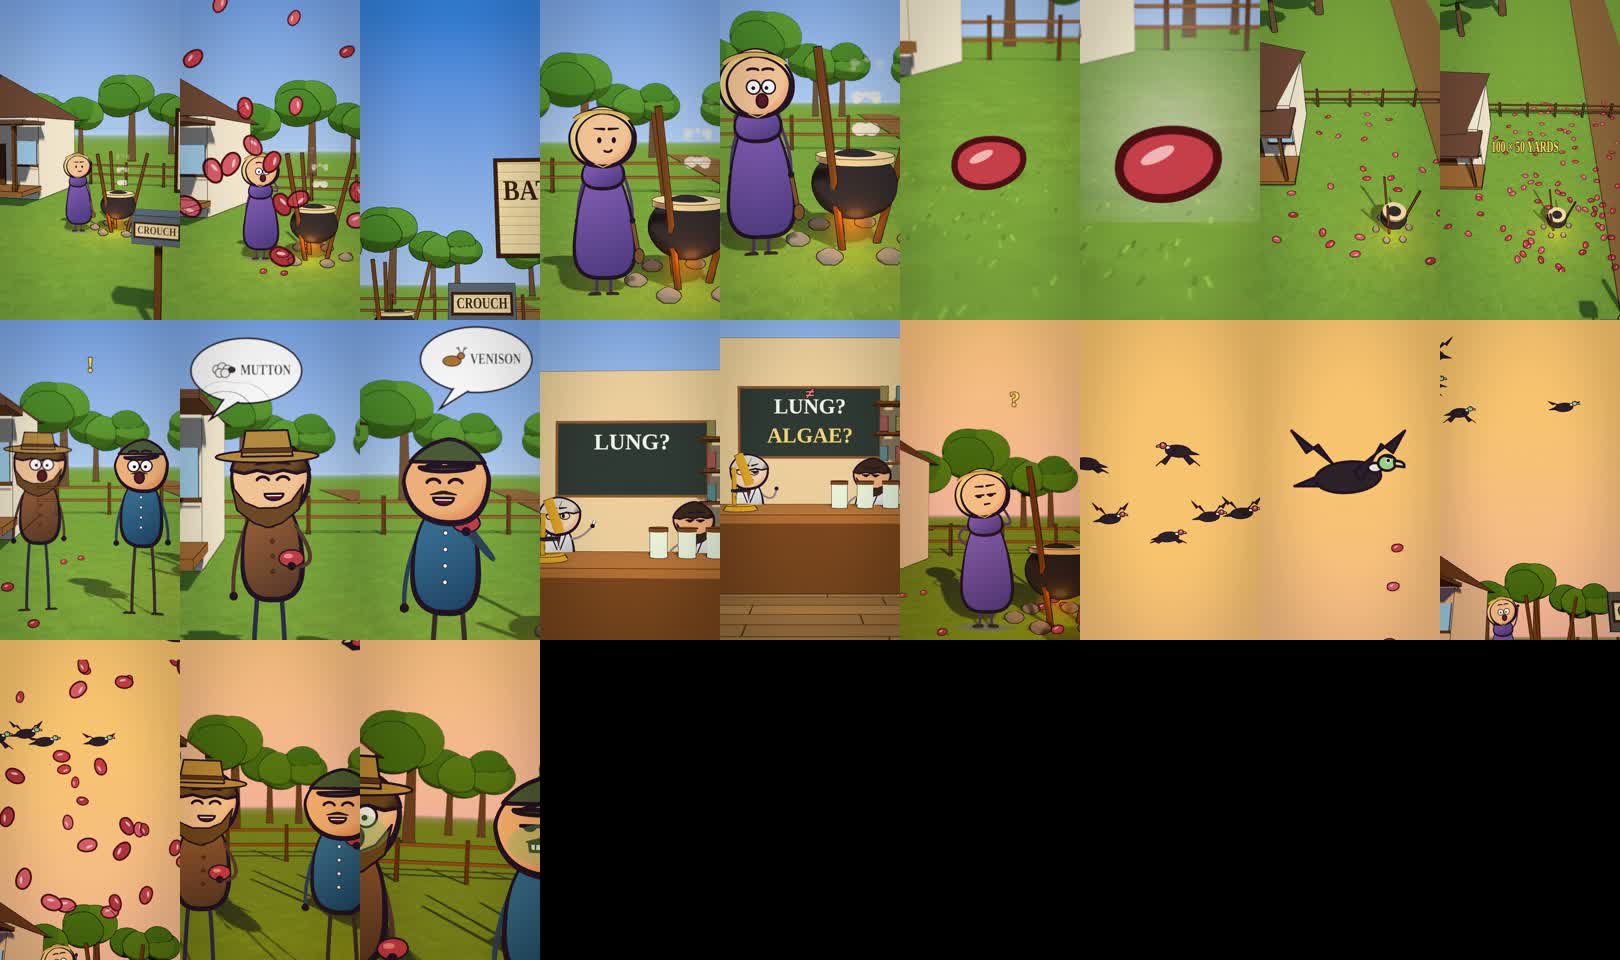 CROUCH
BAT
CROUCH
100 × 50 YARDS
!
MUTTON
VENISON
LUNG?
≠
LUNG?
ALGAE?
?